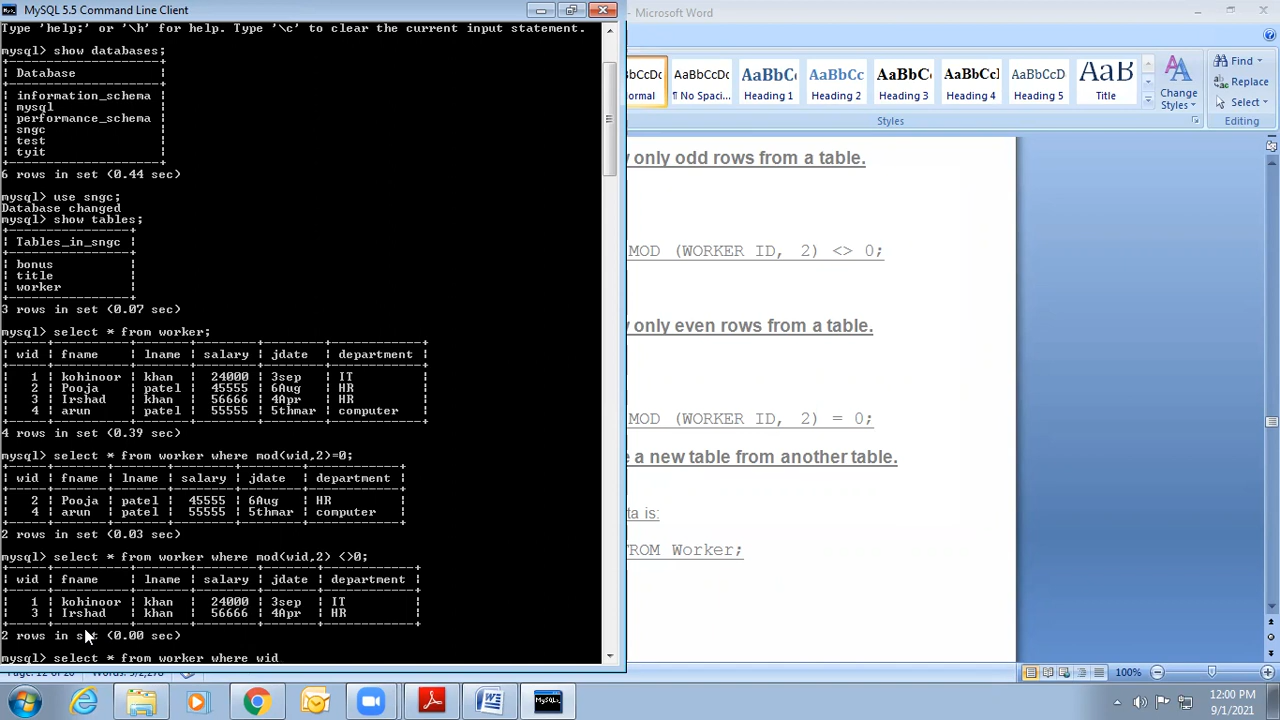 MySQL 5.5 Command Line Client
Type 'help;' or '\h' for help. Type '\c' to clear the current input statement.
mysql> show databases;
+--------------------+
| Database           |
+--------------------+
| information_schema |
| mysql              |
| performance_schema |
| sngc               |
| test               |
| tyit               |
+--------------------+
6 rows in set (0.44 sec)
mysql> use sngc;
Database changed
mysql> show tables;
+----------------+
| Tables_in_sngc |
+----------------+
| bonus          |
| title          |
| worker         |
+----------------+
3 rows in set (0.07 sec)
mysql> select * from worker;
+-----+----------+-------+--------+--------+------------+
| wid | fname    | lname | salary | jdate  | department |
+-----+----------+-------+--------+--------+------------+
|   1 | kohinoor | khan  |  24000 | 3sep   | IT         |
|   2 | Pooja    | patel |  45555 | 6Aug   | HR         |
|   3 | Irshad   | khan  |  56666 | 4Apr   | HR         |
|   4 | arun     | patel |  55555 | 5thmar | computer   |
+-----+----------+-------+--------+--------+------------+
4 rows in set (0.39 sec)
mysql> select * from worker where mod(wid,2)=0;
+-----+-------+-------+--------+--------+------------+
| wid | fname | lname | salary | jdate  | department |
+-----+-------+-------+--------+--------+------------+
|   2 | Pooja | patel |  45555 | 6Aug   | HR         |
|   4 | arun  | patel |  55555 | 5thmar | computer   |
+-----+-------+-------+--------+--------+------------+
2 rows in set (0.03 sec)
mysql> select * from worker where mod(wid,2) <>0;
+-----+----------+-------+--------+-------+------------+
| wid | fname    | lname | salary | jdate | department |
+-----+----------+-------+--------+-------+------------+
|   1 | kohinoor | khan  |  24000 | 3sep  | IT         |
|   3 | Irshad   | khan  |  56666 | 4Apr  | HR         |
+-----+----------+-------+--------+-------+------------+
2 rows in set (0.00 sec)
mysql> select * from worker where wid
- Microsoft Word
AaBbCc AaBbCc AaBbCc AaBbCcI AaBbCcD AaB
¶ No Spaci... Heading 1 Heading 2 Heading 3 Heading 4 Heading 5 Title
Change
Styles
Styles
Find
Replace
Select
Editing
only odd rows from a table.
MOD (WORKER ID, 2) <> 0;
only even rows from a table.
MOD (WORKER ID, 2) = 0;
a new table from another table.
is:
Worker;
100%
12:00 PM
9/1/2021